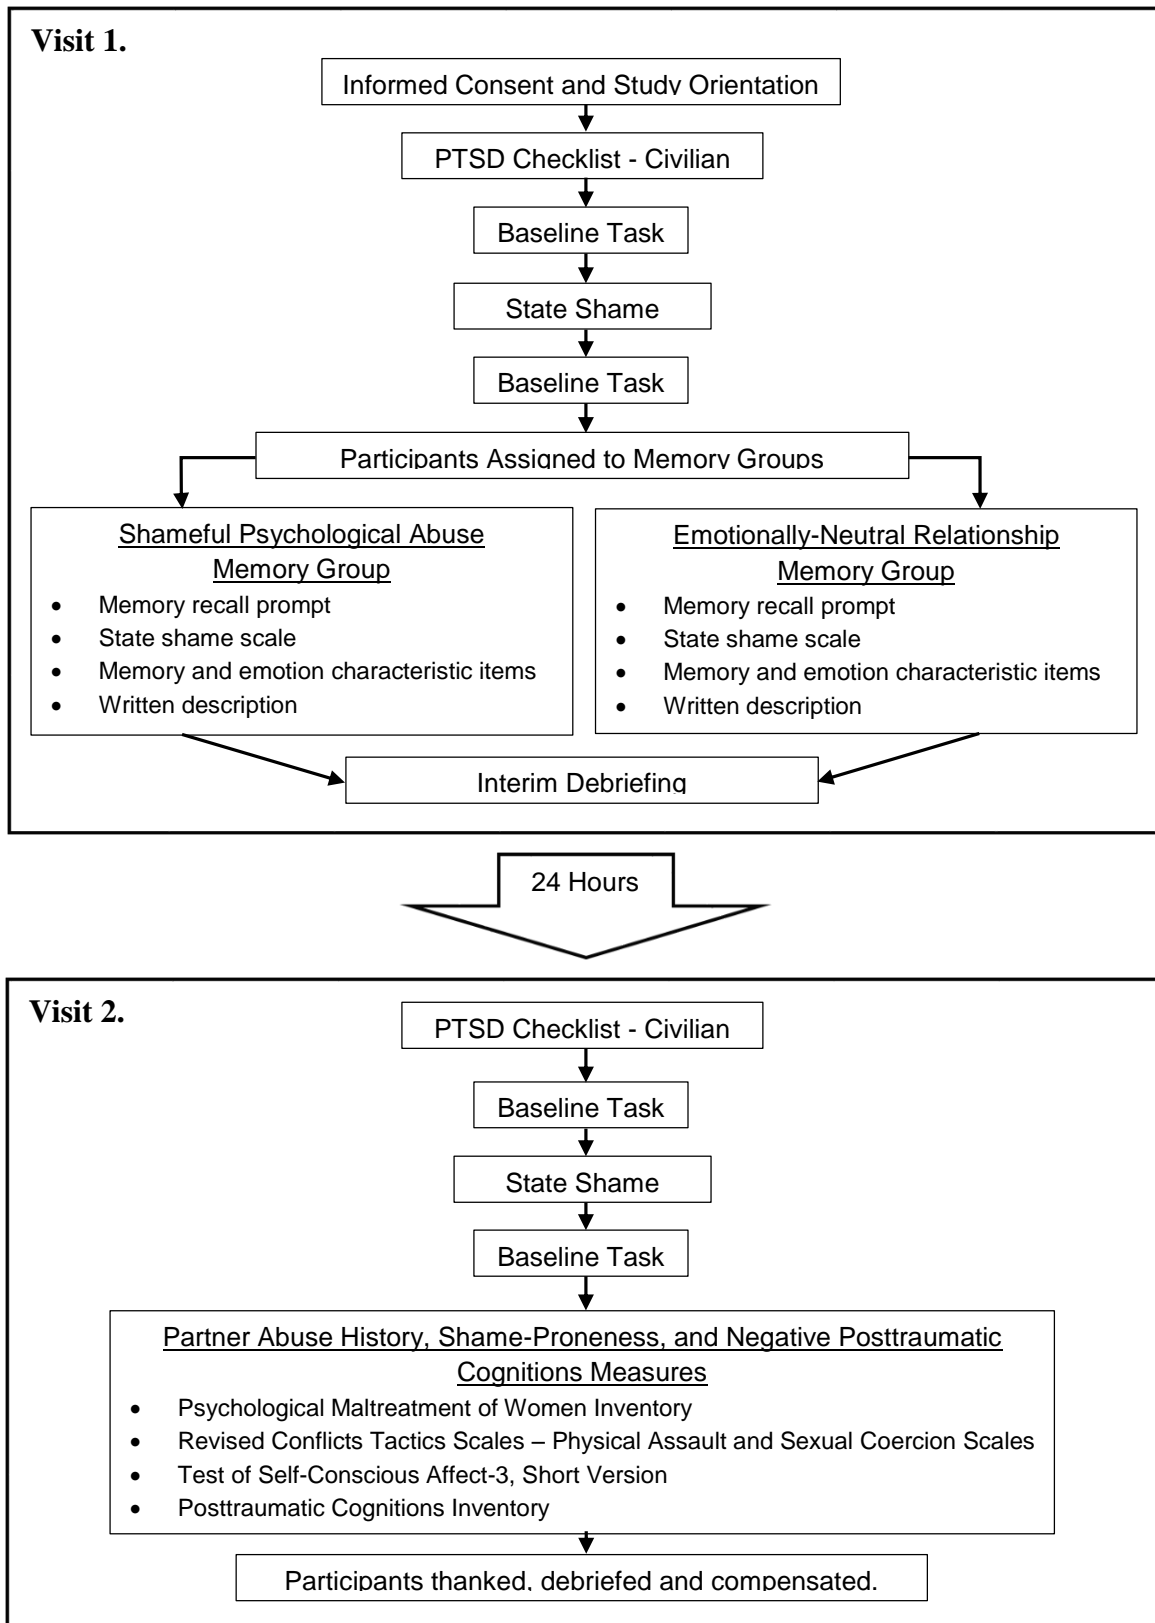 Visit 1.
Informed Consent and Study Orientation
PTSD Checklist - Civilian
Baseline Task
State Shame
Baseline Task
Participants Assigned to Memory Groups
Shameful Psychological Abuse
Memory Group
• Memory recall prompt
• State shame scale
• Memory and emotion characteristic items
• Written description
Emotionally-Neutral Relationship
Memory Group
• Memory recall prompt
• State shame scale
• Memory and emotion characteristic items
• Written description
Interim Debriefing
24 Hours
Visit 2.
PTSD Checklist - Civilian
Baseline Task
State Shame
Baseline Task
Partner Abuse History, Shame-Proneness, and Negative Posttraumatic
Cognitions Measures
• Psychological Maltreatment of Women Inventory
• Revised Conflicts Tactics Scales – Physical Assault and Sexual Coercion Scales
• Test of Self-Conscious Affect-3, Short Version
• Posttraumatic Cognitions Inventory
Participants thanked, debriefed and compensated.